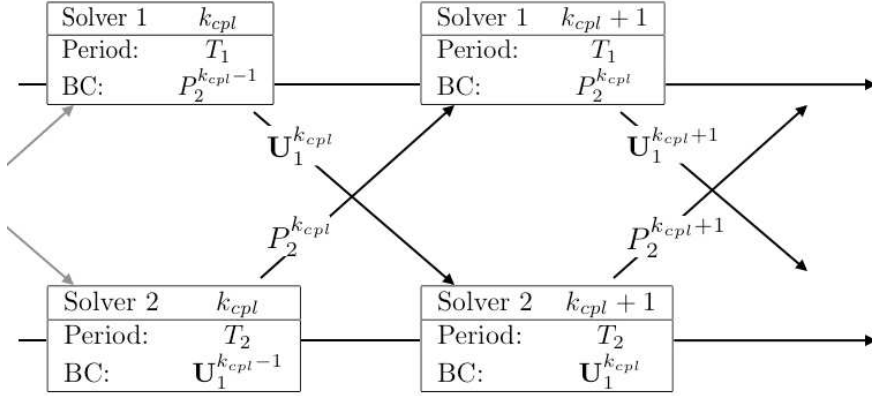 Solver 1 k_{cpl}
Period: T_1
BC: P_2^{k_{cpl}-1}
Solver 1 k_{cpl} + 1
Period: T_1
BC: P_2^{k_{cpl}}
U_1^{k_{cpl}}
U_1^{k_{cpl}+1}
P_2^{k_{cpl}}
P_2^{k_{cpl}+1}
Solver 2 k_{cpl}
Period: T_2
BC: U_1^{k_{cpl}-1}
Solver 2 k_{cpl} + 1
Period: T_2
BC: U_1^{k_{cpl}}